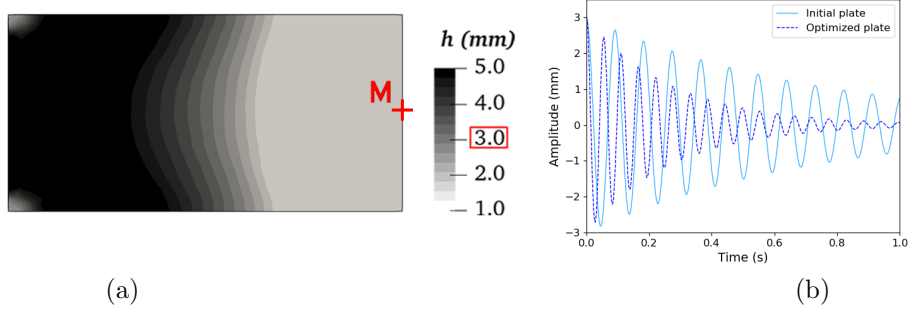 h (mm)
5.0
4.0
3.0
2.0
1.0
M
(a)
3
2
1
0
−1
−2
−3
Amplitude (mm)
0.0 0.2 0.4 0.6 0.8 1.0
Time (s)
Initial plate
Optimized plate
(b)